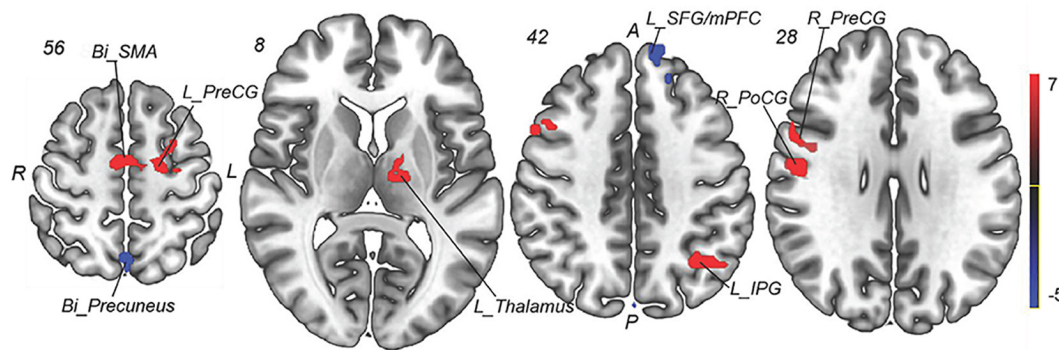 56
Bi_SMA
L_PreCG
R
Bi_Precuneus
8
L
L_Thalamus
42
A
L_SFG/mPFC
L_IPG
P
28
R_PreCG
R_PoCG
7
-5